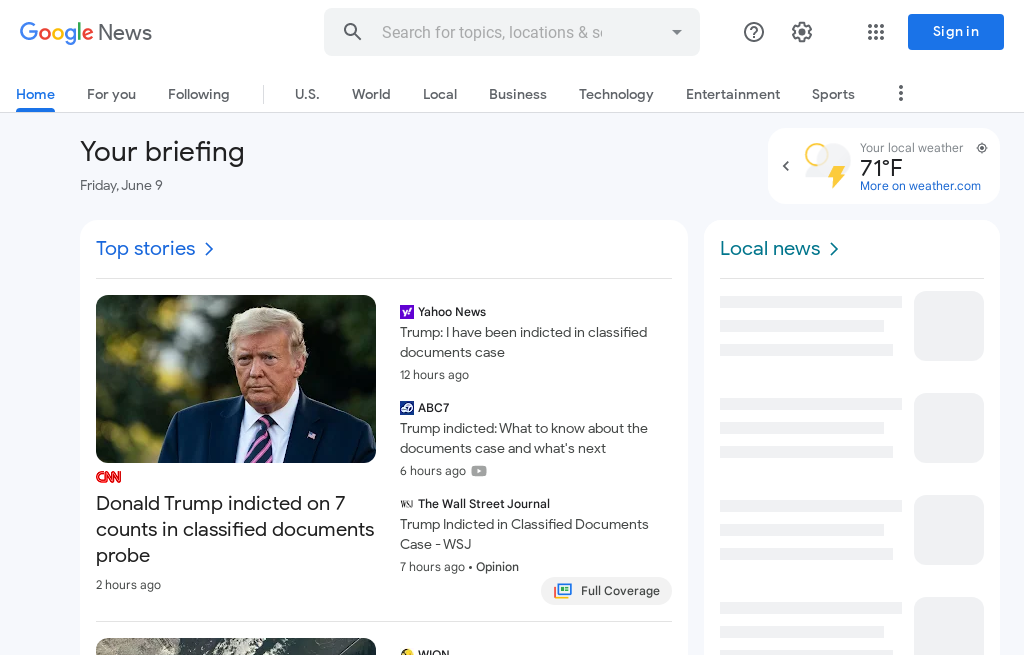 Google News
Search for topics, locations & s
Sign in
Home
For you
Following
U.S.
World
Local
Business
Technology
Entertainment
Sports
Your briefing
Friday, June 9
Your local weather
71°F
More on weather.com
Top stories
Local news
CNN
Donald Trump indicted on 7
counts in classified documents
probe
2 hours ago
Yahoo News
Trump: I have been indicted in classified
documents case
12 hours ago
ABC7
Trump indicted: What to know about the
documents case and what's next
6 hours ago
WSJ The Wall Street Journal
Trump Indicted in Classified Documents
Case - WSJ
7 hours ago • Opinion
Full Coverage
WION